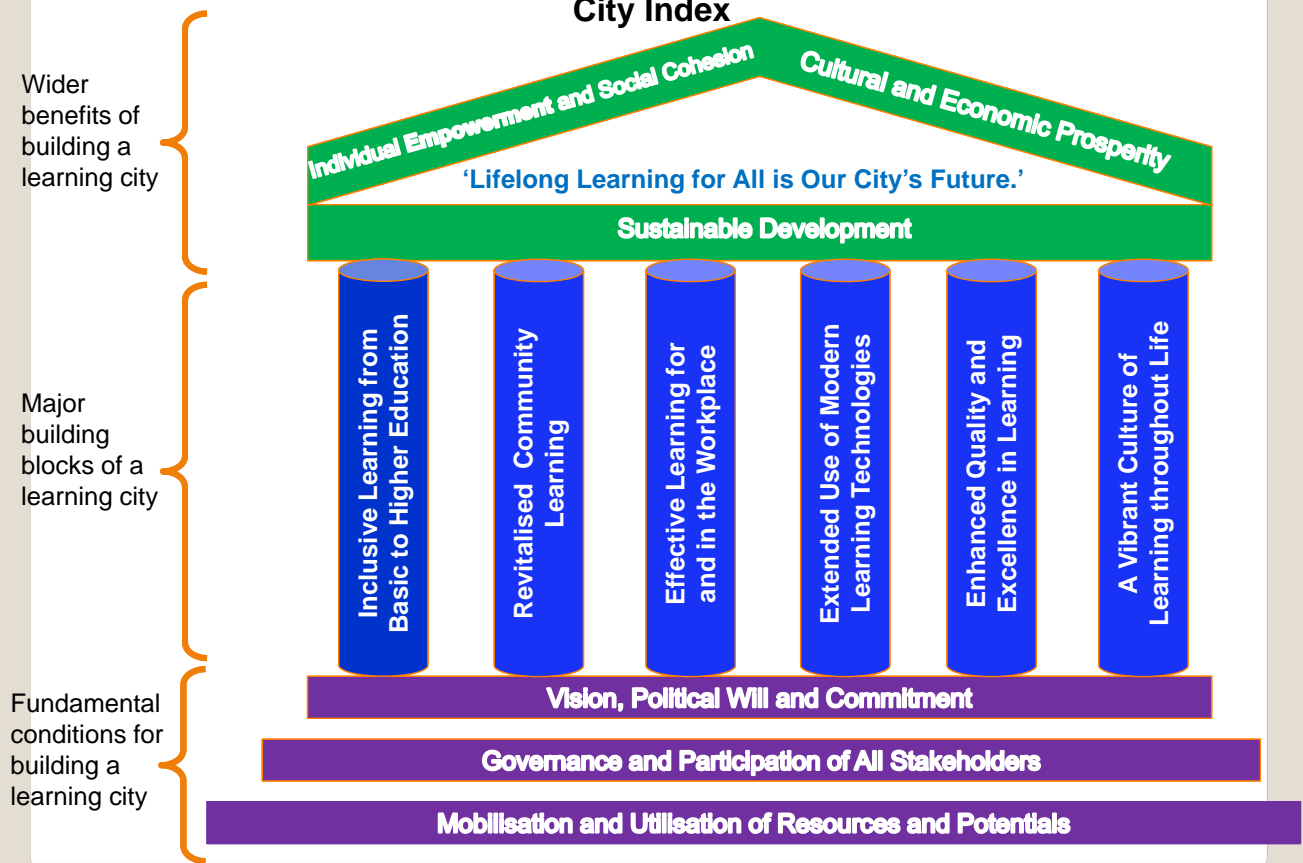 City Index
Wider
benefits of
building a
learning city
Individual Empowerment and Social Cohesion
Cultural and Economic Prosperity
‘Lifelong Learning for All is Our City’s Future.’
Sustainable Development
Major
building
blocks of a
learning city
Inclusive Learning from
Basic to Higher Education
Revitalised Community
Learning
Effective Learning for
and in the Workplace
Extended Use of Modern
Learning Technologies
Enhanced Quality and
Excellence in Learning
A Vibrant Culture of
Learning throughout Life
Fundamental
conditions for
building a
learning city
Vision, Political Will and Commitment
Governance and Participation of All Stakeholders
Mobilisation and Utilisation of Resources and Potentials